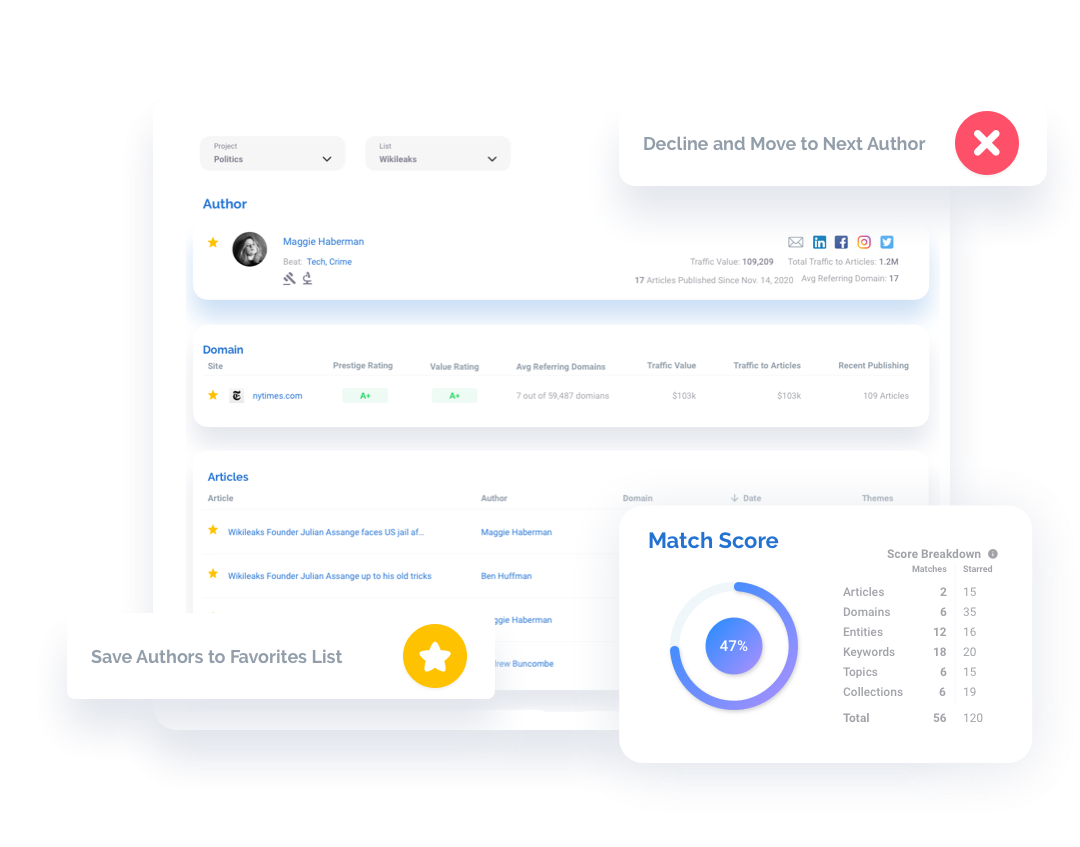 Decline and Move to Next Author
Project
Politics
List
Wikileaks
Author
Maggie Haberman
Beat: Tech, Crime
Traffic Value: 109,209 Total Traffic to Articles: 1.2M
17 Articles Published Since Nov. 14, 2020 Avg Referring Domain: 17
Domain
Site Prestige Rating Value Rating Avg Referring Domains Traffic Value Traffic to Articles Recent Publishing
nytimes.com A+ A+ 7 out of 59,487 domians $103k $103k 109 Articles
Articles
Article Author Domain Date Themes
Wikileaks Founder Julian Assange faces US jail af... Maggie Haberman
Wikileaks Founder Julian Assange up to his old tricks Ben Huffman
ggie Haberman
rew Buncombe
Save Authors to Favorites List
Match Score
47%
Score Breakdown
Matches Starred
Articles 2 15
Domains 6 35
Entities 12 16
Keywords 18 20
Topics 6 15
Collections 6 19
Total 56 120